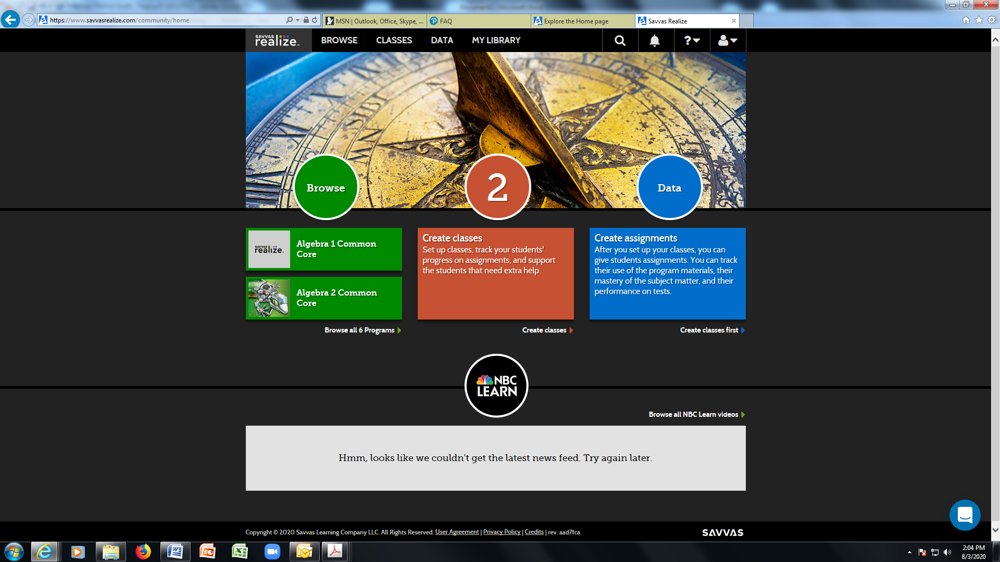 https://www.savvasrealize.com/community/home
MSN | Outlook, Office, Skype, ...
FAQ
Explore the Home page
Savvas Realize
SAVVAS
realize
BROWSE
CLASSES
DATA
MY LIBRARY
?
Browse
2
Data
SAVVAS
realize
Algebra 1 Common
Core
Algebra 2 Common
Core
Browse all 6 Programs
Create classes
Set up classes, track your students'
progress on assignments, and support
the students that need extra help.
Create classes
Create assignments
After you set up your classes, you can
give students assignments. You can track
their use of the program materials, their
mastery of the subject matter, and their
performance on tests.
Create classes first
NBC
LEARN
Browse all NBC Learn videos
Hmm, looks like we couldn't get the latest news feed. Try again later.
Copyright © 2020 Savvas Learning Company LLC. All Rights Reserved. User Agreement | Privacy Policy | Credits | rev. aad7fca
SAVVAS
2:04 PM
8/3/2020